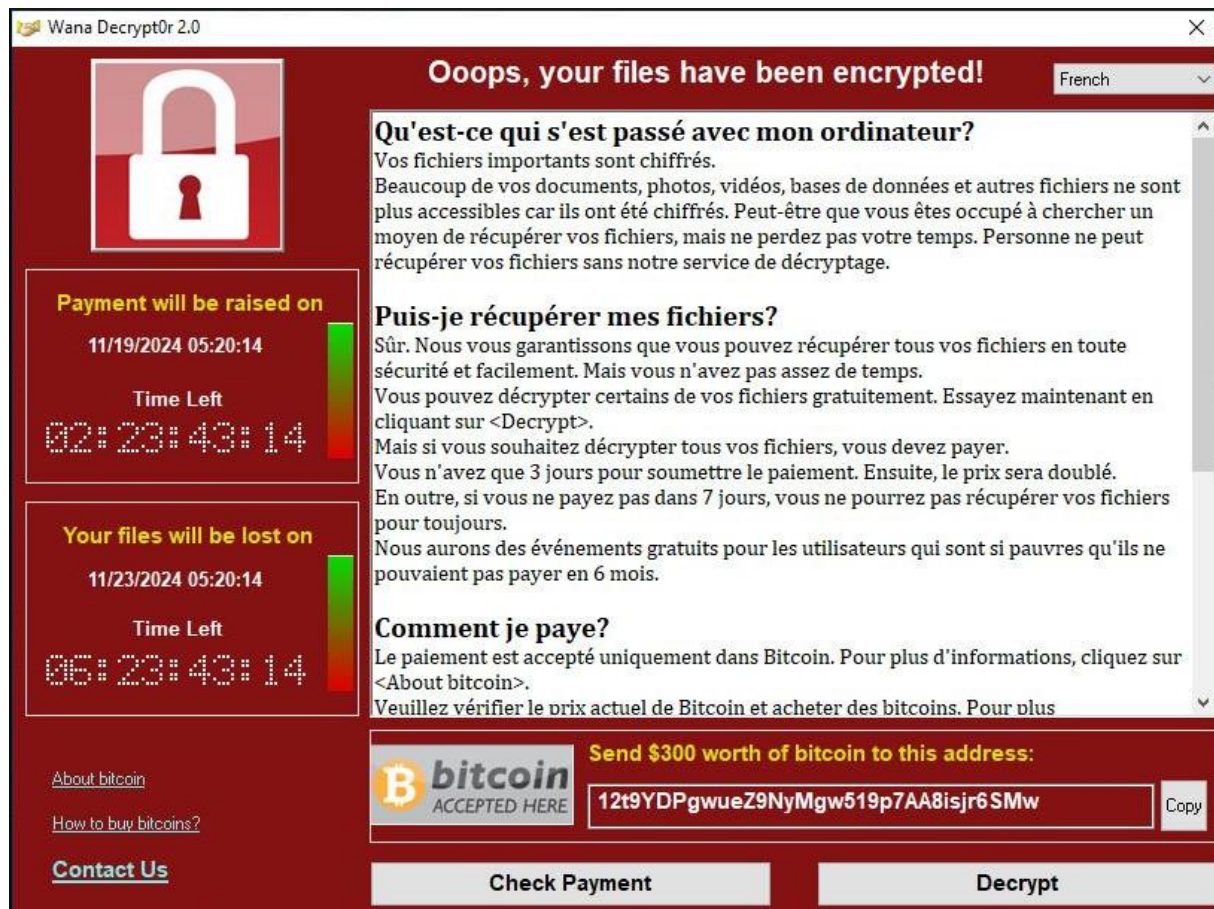 Wana Decrypt0r 2.0
Ooops, your files have been encrypted!
French
Payment will be raised on
11/19/2024 05:20:14
Time Left
02:23:43:14
Your files will be lost on
11/23/2024 05:20:14
Time Left
06:23:43:14
About bitcoin
How to buy bitcoins?
Contact Us
Qu'est-ce qui s'est passé avec mon ordinateur?
Vos fichiers importants sont chiffrés.
Beaucoup de vos documents, photos, vidéos, bases de données et autres fichiers ne sont
plus accessibles car ils ont été chiffrés. Peut-être que vous êtes occupé à chercher un
moyen de récupérer vos fichiers, mais ne perdez pas votre temps. Personne ne peut
récupérer vos fichiers sans notre service de décryptage.
Puis-je récupérer mes fichiers?
Sûr. Nous vous garantissons que vous pouvez récupérer tous vos fichiers en toute
sécurité et facilement. Mais vous n'avez pas assez de temps.
Vous pouvez décrypter certains de vos fichiers gratuitement. Essayez maintenant en
cliquant sur <Decrypt>.
Mais si vous souhaitez décrypter tous vos fichiers, vous devez payer.
Vous n'avez que 3 jours pour soumettre le paiement. Ensuite, le prix sera doublé.
En outre, si vous ne payez pas dans 7 jours, vous ne pourrez pas récupérer vos fichiers
pour toujours.
Nous aurons des événements gratuits pour les utilisateurs qui sont si pauvres qu'ils ne
pouvaient pas payer en 6 mois.
Comment je paye?
Le paiement est accepté uniquement dans Bitcoin. Pour plus d'informations, cliquez sur
<About bitcoin>.
Veuillez vérifier le prix actuel de Bitcoin et acheter des bitcoins. Pour plus
bitcoin
ACCEPTED HERE
Send $300 worth of bitcoin to this address:
12t9YDPgwueZ9NyMgw519p7AA8isjr6SMw
Copy
Check Payment
Decrypt